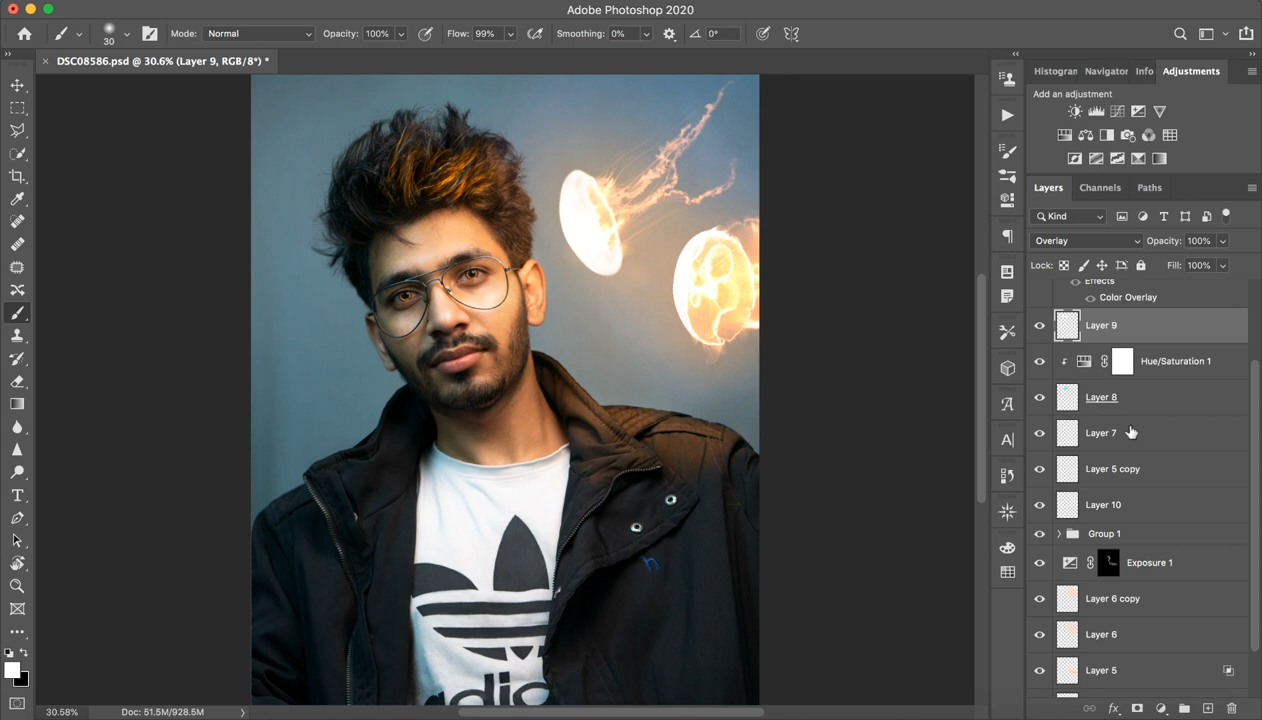 Adobe Photoshop 2020
30
Mode: Normal
Opacity: 100%
Flow: 99%
Smoothing: 0%
0°
DSC08586.psd @ 30.6% (Layer 9, RGB/8*) *
Histogran
Navigator
Info
Adjustments
Add an adjustment
Layers
Channels
Paths
Kind
Overlay
Opacity: 100%
Lock:
Fill: 100%
Effects
Color Overlay
Layer 9
Hue/Saturation 1
Layer 8
Layer 7
Layer 5 copy
Layer 10
Group 1
Exposure 1
Layer 6 copy
Layer 6
Layer 5
adidas
30.58%
Doc: 51.5M/928.5M